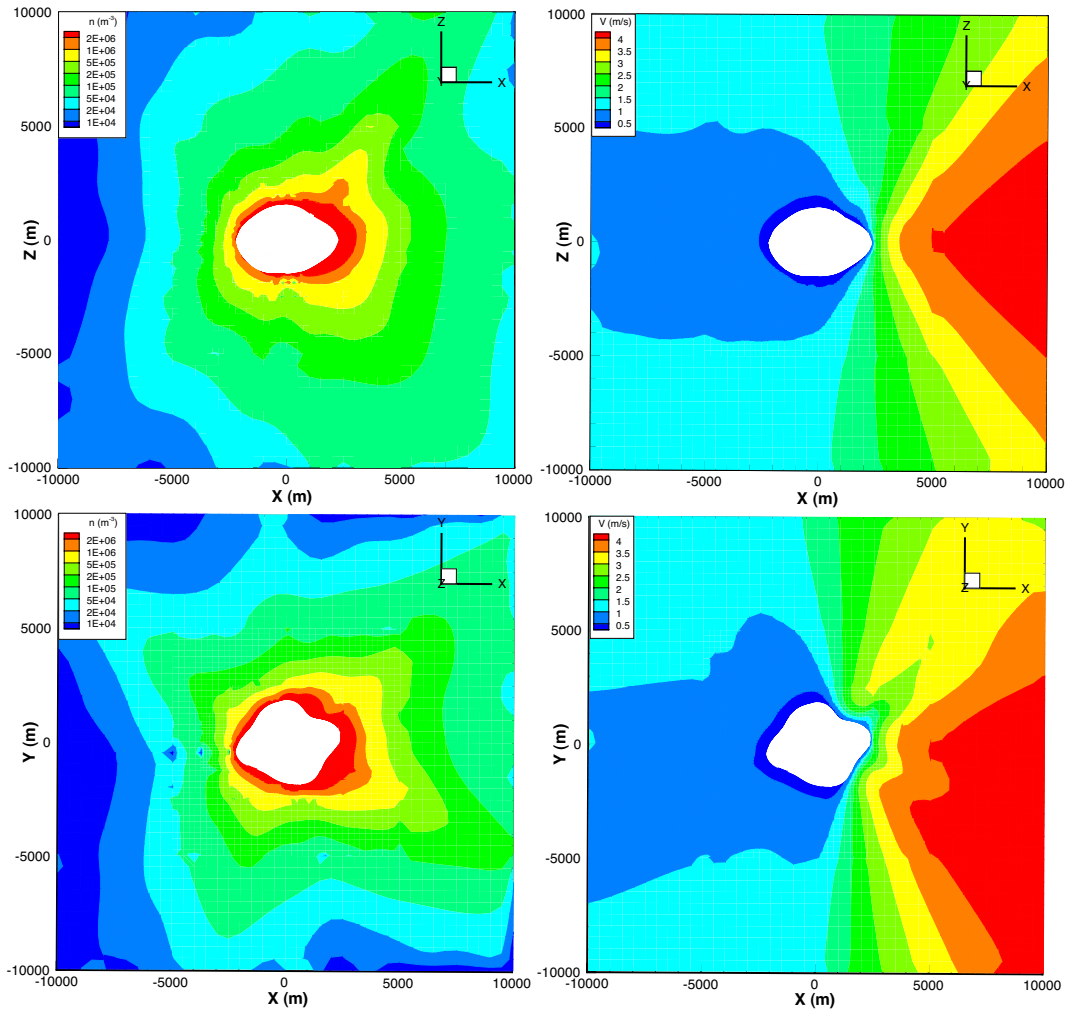 n (m⁻³)
2E+06
1E+06
5E+05
2E+05
1E+05
5E+04
2E+04
1E+04
Z
Y
X
10000
5000
0
-5000
-10000
Z (m)
-10000
-5000
0
5000
10000
X (m)
V (m/s)
4
3.5
3
2.5
2
1.5
1
0.5
Z
Y
X
10000
5000
0
-5000
-10000
Z (m)
-10000
-5000
0
5000
10000
X (m)
n (m⁻³)
2E+06
1E+06
5E+05
2E+05
1E+05
5E+04
2E+04
1E+04
Y
Z
X
10000
5000
0
-5000
-10000
Y (m)
-10000
-5000
0
5000
10000
X (m)
V (m/s)
4
3.5
3
2.5
2
1.5
1
0.5
Y
Z
X
10000
5000
0
-5000
-10000
Y (m)
-10000
-5000
0
5000
10000
X (m)